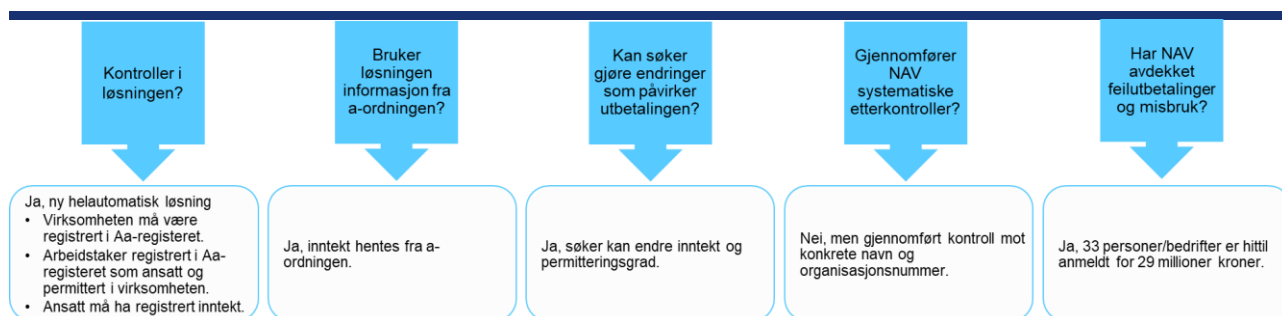 Kontroller i
løsningen?
Bruker
løsningen
informasjon fra
a-ordningen?
Kan søker
gjøre endringer
som påvirker
utbetalingen?
Gjennomfører
NAV
systematiske
etterkontroller?
Har NAV
avdekket
feilutbetalinger
og misbruk?
Ja, ny helautomatisk løsning
• Virksomheten må være
registrert i Aa-registeret.
• Arbeidstaker registrert i Aa-
registeret som ansatt og
permittert i virksomheten.
• Ansatt må ha registrert inntekt.
Ja, inntekt hentes fra a-
ordningen.
Ja, søker kan endre inntekt og
permitteringsgrad.
Nei, men gjennomført kontroll mot
konkrete navn og
organisasjonsnummer.
Ja, 33 personer/bedrifter er hittil
anmeldt for 29 millioner kroner.